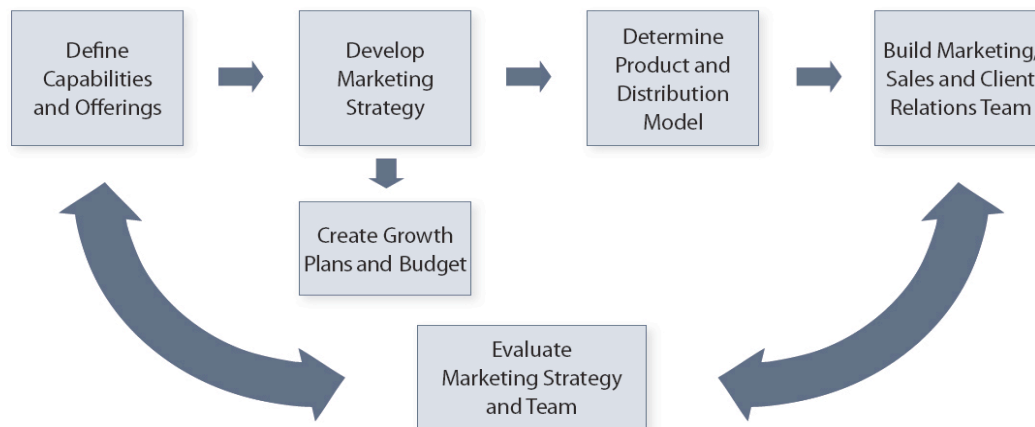 Define
Capabilities
and Offerings
Develop
Marketing
Strategy
Determine
Product and
Distribution
Model
Build Marketing,
Sales and Client
Relations Team
Create Growth
Plans and Budget
Evaluate
Marketing Strategy
and Team